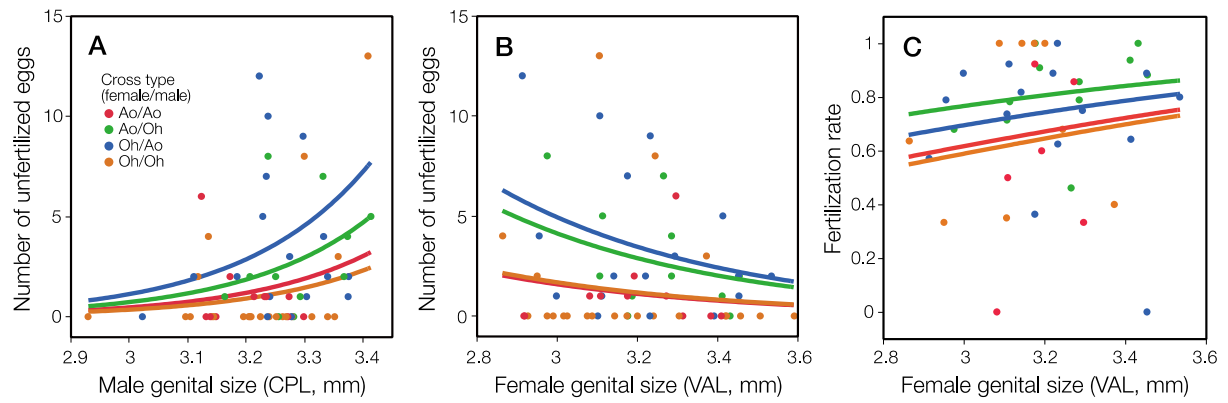 A
Cross type
(female/male)
Ao/Ao
Ao/Oh
Oh/Ao
Oh/Oh
Number of unfertilized eggs
15
10
5
0
2.9
3
3.1
3.2
3.3
3.4
Male genital size (CPL, mm)
B
Number of unfertilized eggs
15
10
5
0
2.8
3
3.2
3.4
3.6
Female genital size (VAL, mm)
C
Fertilization rate
1
0.8
0.6
0.4
0.2
0
2.8
3
3.2
3.4
3.6
Female genital size (VAL, mm)